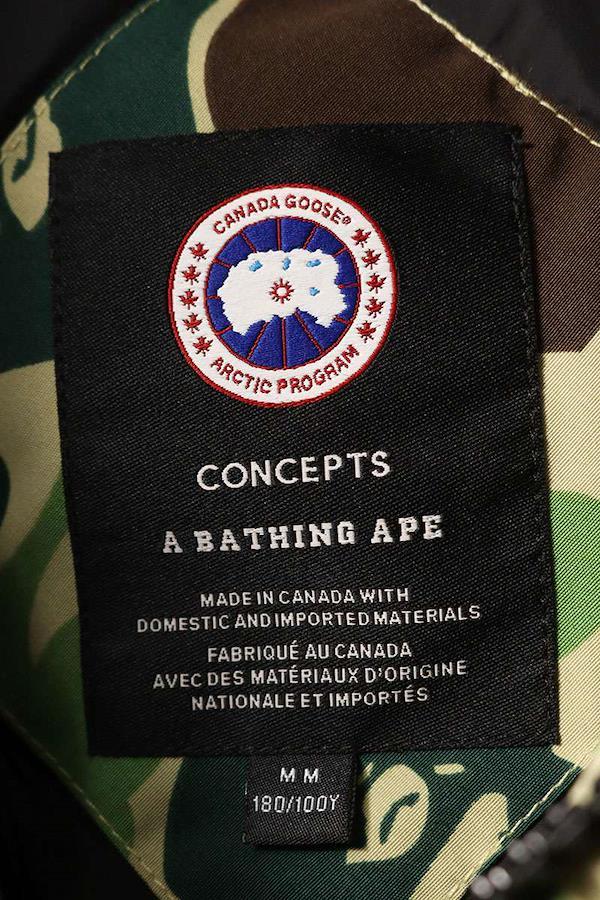 CANADA GOOSE®
ARCTIC PROGRAM
CONCEPTS
A BATHING APE
MADE IN CANADA WITH
DOMESTIC AND IMPORTED MATERIALS
FABRIQUÉ AU CANADA
AVEC DES MATÉRIAUX D'ORIGINE
NATIONALE ET IMPORTÉS
M M
180/100Y